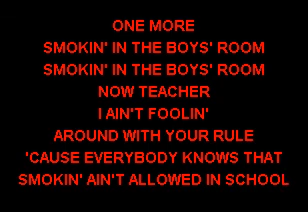 ONE MORE
SMOKIN' IN THE BOYS' ROOM
SMOKIN' IN THE BOYS' ROOM
NOW TEACHER
I AIN'T FOOLIN'
AROUND WITH YOUR RULE
'CAUSE EVERYBODY KNOWS THAT
SMOKIN' AIN'T ALLOWED IN SCHOOL